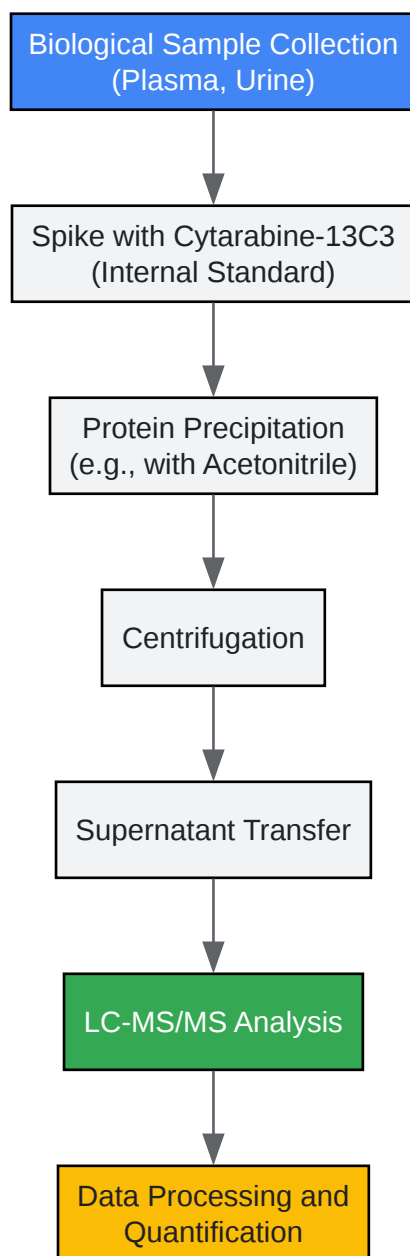 Biological Sample Collection
(Plasma, Urine)
Spike with Cytarabine-13C3
(Internal Standard)
Protein Precipitation
(e.g., with Acetonitrile)
Centrifugation
Supernatant Transfer
LC-MS/MS Analysis
Data Processing and
Quantification